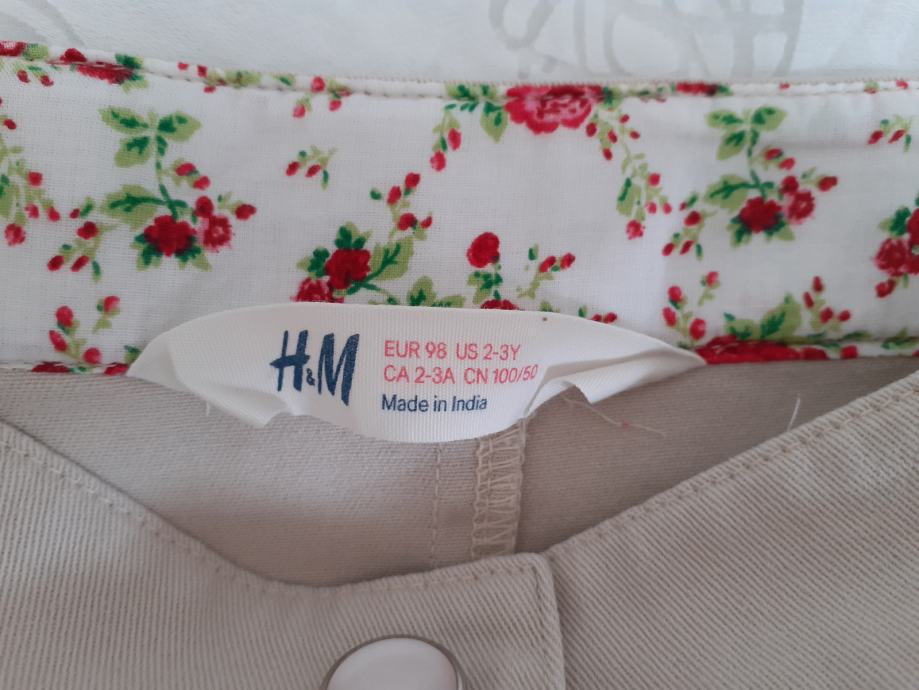 H&M
EUR 98 US 2-3Y
CA 2-3A CN 100/50
Made in India